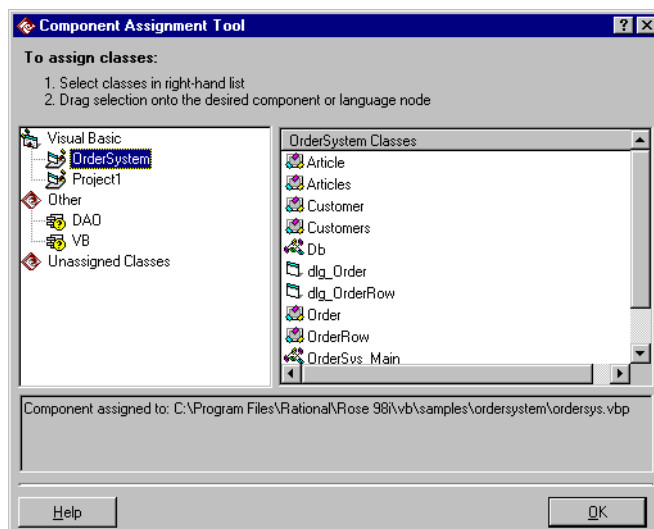 Component Assignment Tool
To assign classes:
1. Select classes in right-hand list
2. Drag selection onto the desired component or language node
Visual Basic
OrderSystem
Project1
Other
DAO
VB
Unassigned Classes
OrderSystem Classes
Article
Articles
Customer
Customers
Db
dlg_Order
dlg_OrderRow
Order
OrderRow
OrderSys_Main
Component assigned to: C:\Program Files\Rational\Rose 98i\vb\samples\ordersystem\ordersys.vbp
Help
OK